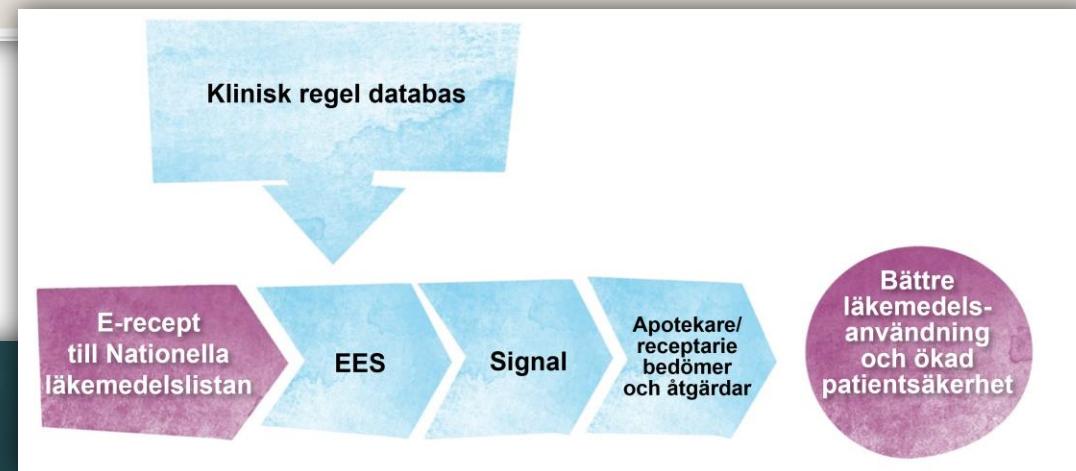 Klinisk regel databas
E-recept
till Nationella
läkemedelslistan
EES
Signal
Apotekare/
receptarie
bedömer
och åtgärdar
Bättre
läkemedels-
användning
och ökad
patientsäkerhet